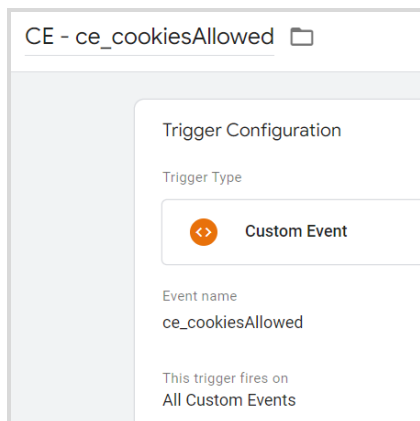 CE - ce_cookiesAllowed
Trigger Configuration
Trigger Type
Custom Event
Event name
ce_cookiesAllowed
This trigger fires on
All Custom Events